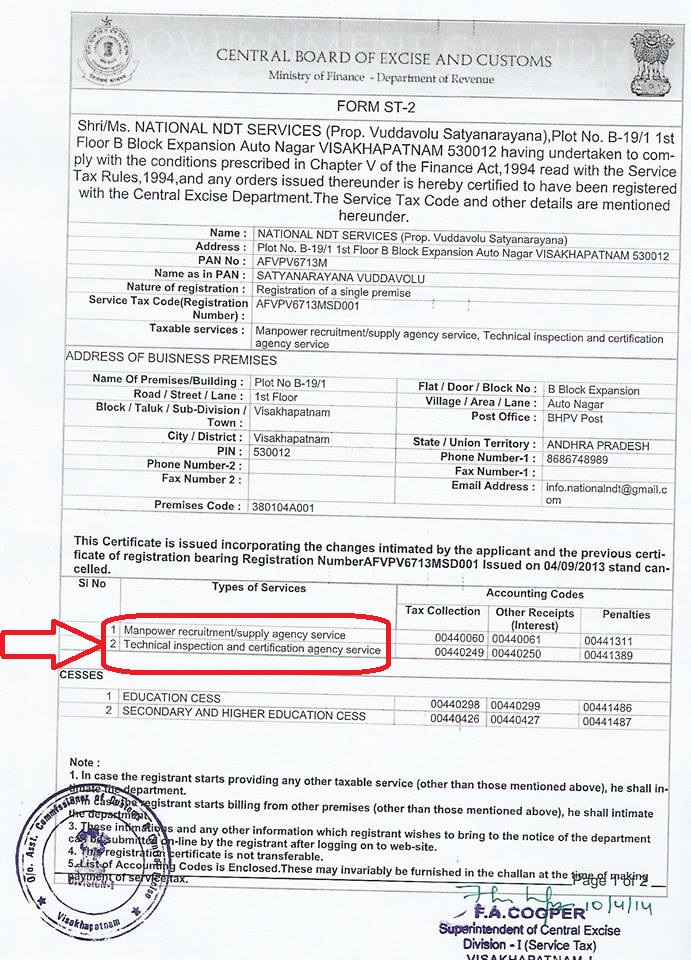 CENTRAL BOARD OF EXCISE AND CUSTOMS
Ministry of Finance - Department of Revenue
FORM ST-2
Shri/Ms. NATIONAL NDT SERVICES (Prop. Vuddavolu Satyanarayana),Plot No. B-19/1 1st
Floor B Block Expansion Auto Nagar VISAKHAPATNAM 530012 having undertaken to com-
ply with the conditions prescribed in Chapter V of the Finance Act,1994 read with the Service
Tax Rules,1994,and any orders issued thereunder is hereby certified to have been registered
with the Central Excise Department.The Service Tax Code and other details are mentioned
hereunder.
Name : NATIONAL NDT SERVICES (Prop. Vuddavolu Satyanarayana)
Address : Plot No. B-19/1 1st Floor B Block Expansion Auto Nagar VISAKHAPATNAM 530012
PAN No : AFVPV6713M
Name as in PAN : SATYANARAYANA VUDDAVOLU
Nature of registration : Registration of a single premise
Service Tax Code(Registration Number) : AFVPV6713MSD001
Taxable services : Manpower recruitment/supply agency service, Technical inspection and certification
agency service
ADDRESS OF BUISNESS PREMISES
Name Of Premises/Building : Plot No B-19/1 Flat / Door / Block No : B Block Expansion
Road / Street / Lane : 1st Floor Village / Area / Lane : Auto Nagar
Block / Taluk / Sub-Division / Town : Visakhapatnam Post Office : BHPV Post
City / District : Visakhapatnam State / Union Territory : ANDHRA PRADESH
PIN : 530012 Phone Number-1 : 8686748989
Phone Number-2 : Fax Number-1 :
Fax Number 2 : Email Address : info.nationalndt@gmail.c
om
Premises Code : 380104A001
This Certificate is issued incorporating the changes intimated by the applicant and the previous certi-
ficate of registration bearing Registration NumberAFVPV6713MSD001 Issued on 04/09/2013 stand can-
celled.
Sl No Types of Services Accounting Codes
Tax Collection Other Receipts (Interest) Penalties
1 Manpower recruitment/supply agency service 00440060 00440061 00441311
2 Technical inspection and certification agency service 00440249 00440250 00441389
CESSES
1 EDUCATION CESS 00440298 00440299 00441486
2 SECONDARY AND HIGHER EDUCATION CESS 00440426 00440427 00441487
Note :
1. In case the registrant starts providing any other taxable service (other than those mentioned above), he shall in-
timate the department.
2. In case the registrant starts billing from other premises (other than those mentioned above), he shall intimate
the department.
3. These intimations and any other information which registrant wishes to bring to the notice of the department
can be submitted on-line by the registrant after logging on to web-site.
4. This registration certificate is not transferable.
5. List of Accounting Codes is Enclosed.These may invariably be furnished in the challan at the time of making
payment of service tax.
Page 1 of 2
10/4/14
F.A.COOPER
Superintendent of Central Excise
Division - I (Service Tax)
VISAKHAPATNAM-I
O/o. Asst. Commissioner of Customs
DIVISION-I
Visakhapatnam